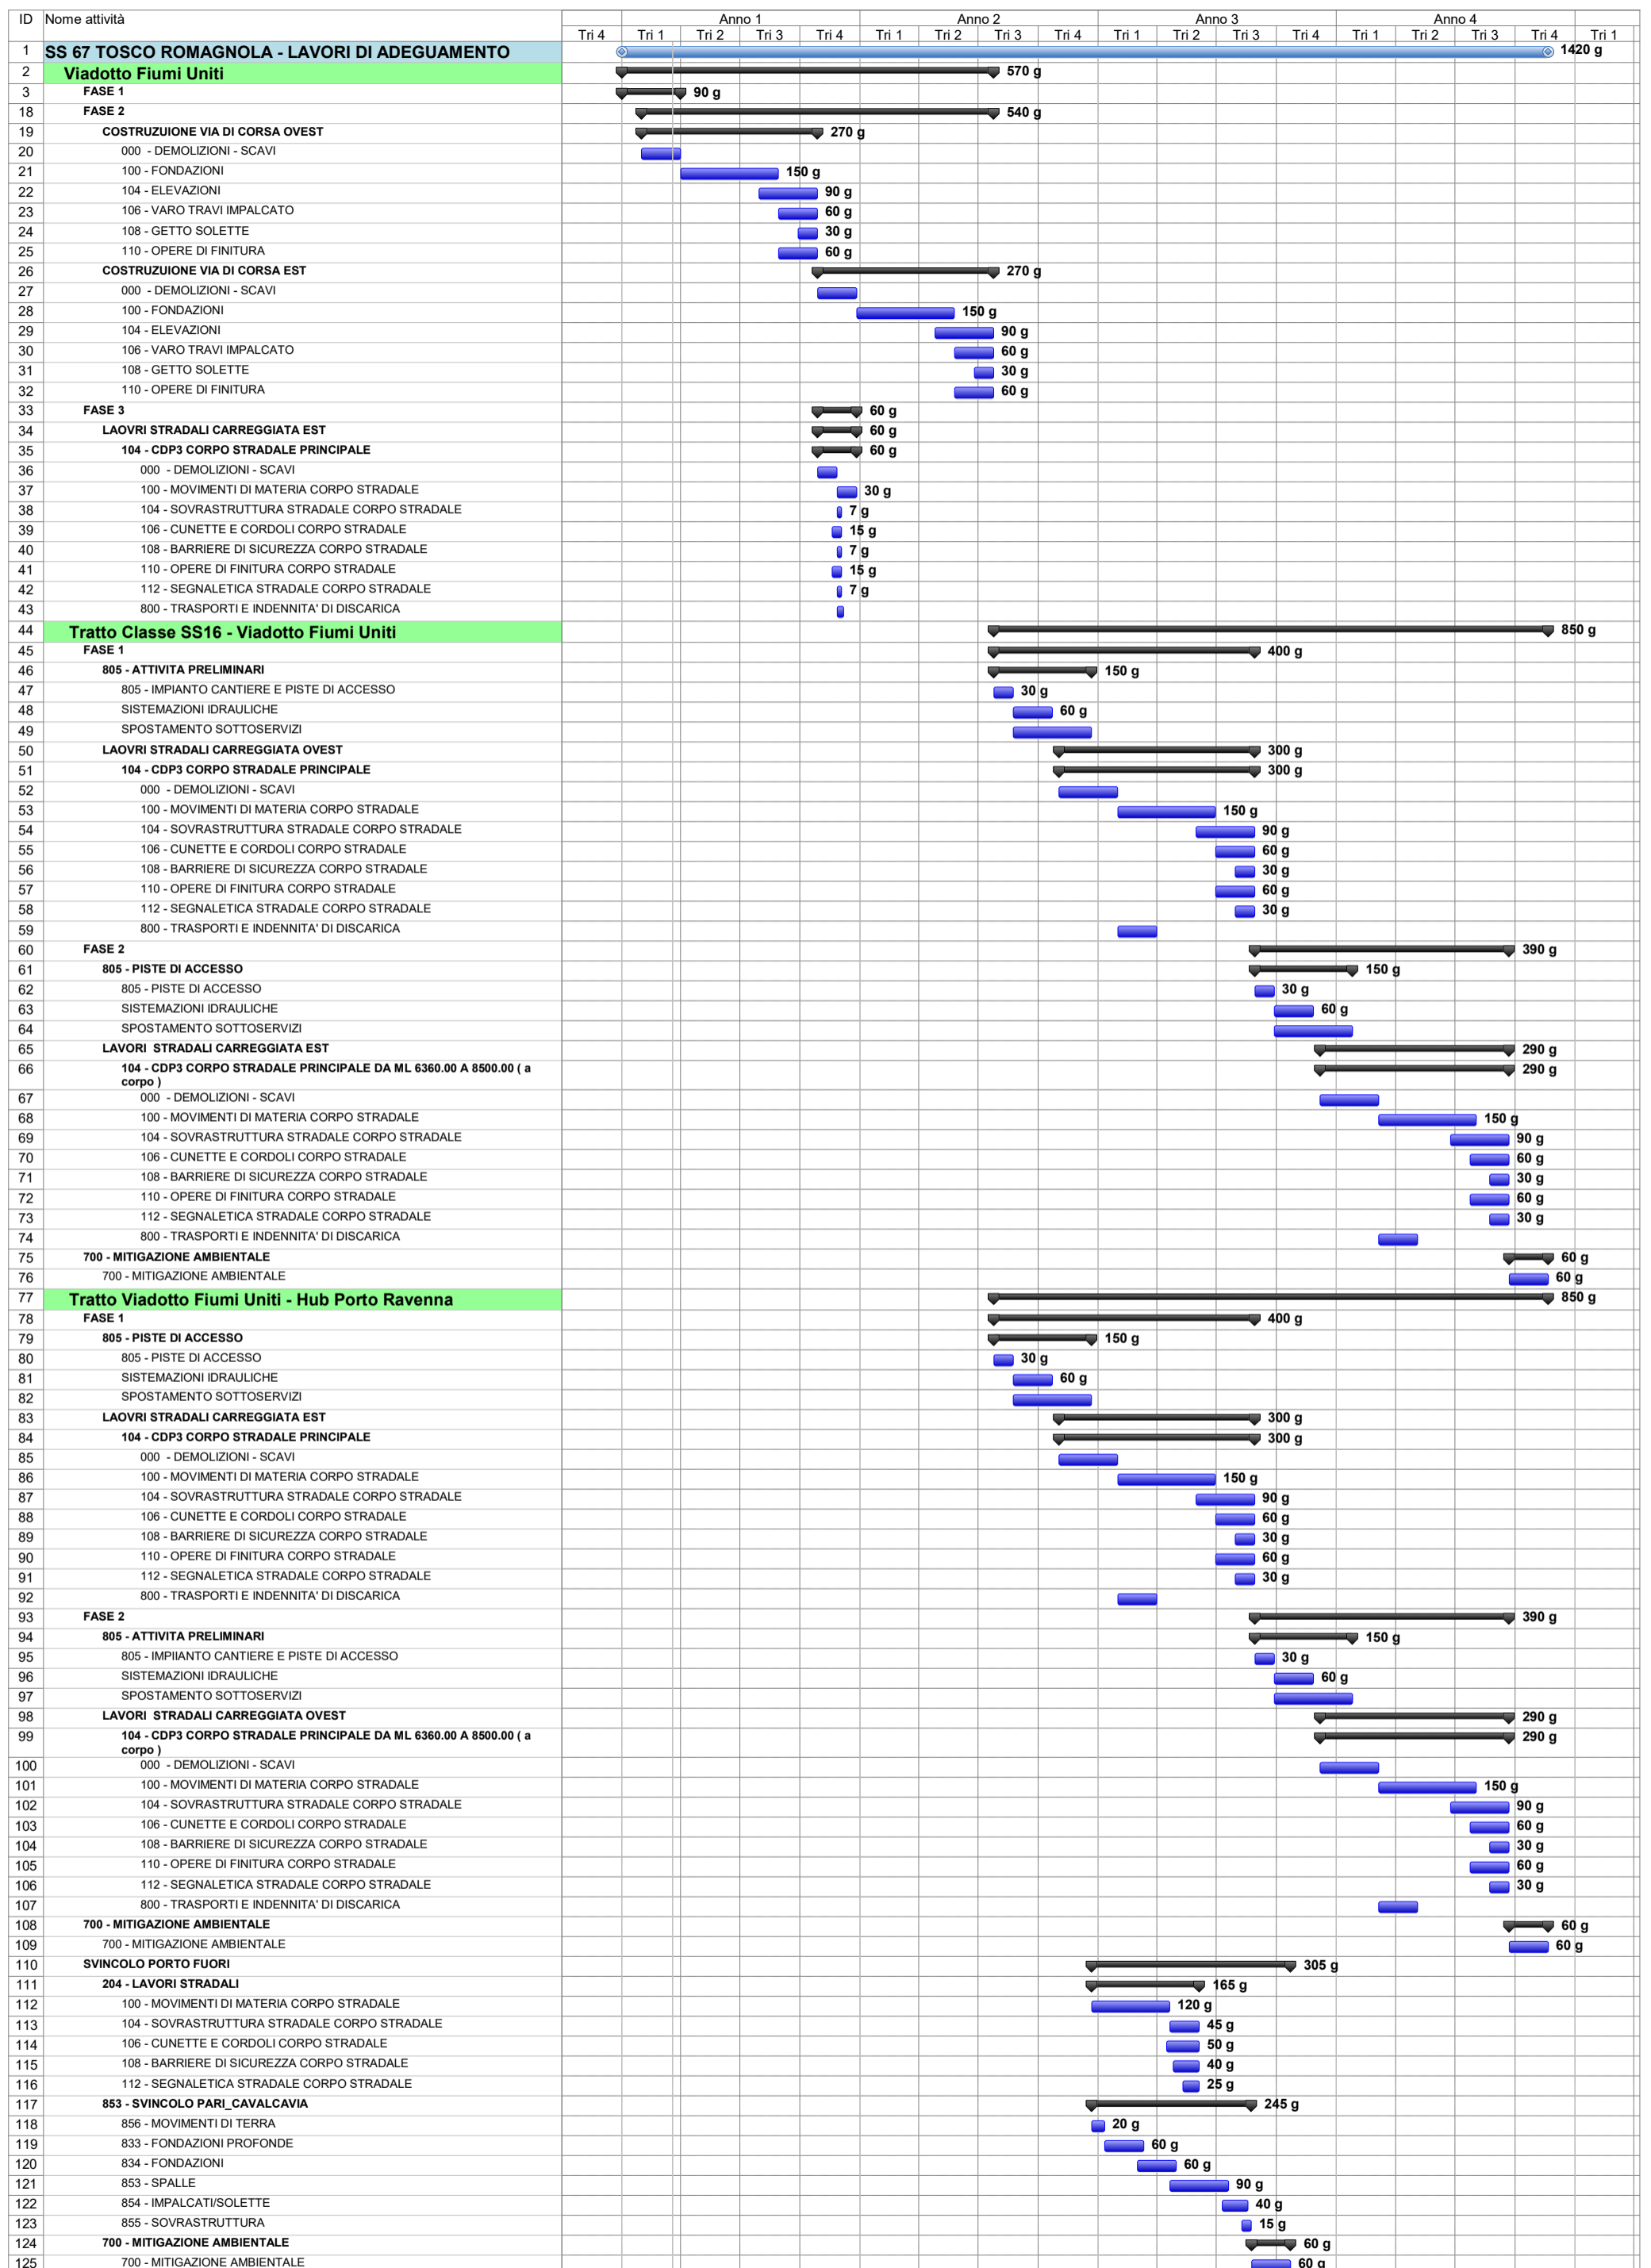 ID Nome attività Anno 1 Anno 2 Anno 3 Anno 4
Tri 4 Tri 1 Tri 2 Tri 3 Tri 4 Tri 1 Tri 2 Tri 3 Tri 4 Tri 1 Tri 2 Tri 3 Tri 4 Tri 1 Tri 2 Tri 3 Tri 4 Tri 1
1 SS 67 TOSCO ROMAGNOLA - LAVORI DI ADEGUAMENTO 1420 g
2 Viadotto Fiumi Uniti 570 g
3 FASE 1 90 g
18 FASE 2 540 g
19 COSTRUZUIONE VIA DI CORSA OVEST 270 g
20 000 - DEMOLIZIONI - SCAVI
21 100 - FONDAZIONI 150 g
22 104 - ELEVAZIONI 90 g
23 106 - VARO TRAVI IMPALCATO 60 g
24 108 - GETTO SOLETTE 30 g
25 110 - OPERE DI FINITURA 60 g
26 COSTRUZUIONE VIA DI CORSA EST 270 g
27 000 - DEMOLIZIONI - SCAVI
28 100 - FONDAZIONI 150 g
29 104 - ELEVAZIONI 90 g
30 106 - VARO TRAVI IMPALCATO 60 g
31 108 - GETTO SOLETTE 30 g
32 110 - OPERE DI FINITURA 60 g
33 FASE 3 60 g
34 LAOVRI STRADALI CARREGGIATA EST 60 g
35 104 - CDP3 CORPO STRADALE PRINCIPALE 60 g
36 000 - DEMOLIZIONI - SCAVI
37 100 - MOVIMENTI DI MATERIA CORPO STRADALE 30 g
38 104 - SOVRASTRUTTURA STRADALE CORPO STRADALE 7 g
39 106 - CUNETTE E CORDOLI CORPO STRADALE 15 g
40 108 - BARRIERE DI SICUREZZA CORPO STRADALE 7 g
41 110 - OPERE DI FINITURA CORPO STRADALE 15 g
42 112 - SEGNALETICA STRADALE CORPO STRADALE 7 g
43 800 - TRASPORTI E INDENNITA' DI DISCARICA
44 Tratto Classe SS16 - Viadotto Fiumi Uniti 850 g
45 FASE 1 400 g
46 805 - ATTIVITA PRELIMINARI 150 g
47 805 - IMPIANTO CANTIERE E PISTE DI ACCESSO 30 g
48 SISTEMAZIONI IDRAULICHE 60 g
49 SPOSTAMENTO SOTTOSERVIZI
50 LAOVRI STRADALI CARREGGIATA OVEST 300 g
51 104 - CDP3 CORPO STRADALE PRINCIPALE 300 g
52 000 - DEMOLIZIONI - SCAVI
53 100 - MOVIMENTI DI MATERIA CORPO STRADALE 150 g
54 104 - SOVRASTRUTTURA STRADALE CORPO STRADALE 90 g
55 106 - CUNETTE E CORDOLI CORPO STRADALE 60 g
56 108 - BARRIERE DI SICUREZZA CORPO STRADALE 30 g
57 110 - OPERE DI FINITURA CORPO STRADALE 60 g
58 112 - SEGNALETICA STRADALE CORPO STRADALE 30 g
59 800 - TRASPORTI E INDENNITA' DI DISCARICA
60 FASE 2 390 g
61 805 - PISTE DI ACCESSO 150 g
62 805 - PISTE DI ACCESSO 30 g
63 SISTEMAZIONI IDRAULICHE 60 g
64 SPOSTAMENTO SOTTOSERVIZI
65 LAVORI STRADALI CARREGGIATA EST 290 g
66 104 - CDP3 CORPO STRADALE PRINCIPALE DA ML 6360.00 A 8500.00 ( a 290 g
corpo )
67 000 - DEMOLIZIONI - SCAVI
68 100 - MOVIMENTI DI MATERIA CORPO STRADALE 150 g
69 104 - SOVRASTRUTTURA STRADALE CORPO STRADALE 90 g
70 106 - CUNETTE E CORDOLI CORPO STRADALE 60 g
71 108 - BARRIERE DI SICUREZZA CORPO STRADALE 30 g
72 110 - OPERE DI FINITURA CORPO STRADALE 60 g
73 112 - SEGNALETICA STRADALE CORPO STRADALE 30 g
74 800 - TRASPORTI E INDENNITA' DI DISCARICA
75 700 - MITIGAZIONE AMBIENTALE 60 g
76 700 - MITIGAZIONE AMBIENTALE 60 g
77 Tratto Viadotto Fiumi Uniti - Hub Porto Ravenna 850 g
78 FASE 1 400 g
79 805 - PISTE DI ACCESSO 150 g
80 805 - PISTE DI ACCESSO 30 g
81 SISTEMAZIONI IDRAULICHE 60 g
82 SPOSTAMENTO SOTTOSERVIZI
83 LAOVRI STRADALI CARREGGIATA EST 300 g
84 104 - CDP3 CORPO STRADALE PRINCIPALE 300 g
85 000 - DEMOLIZIONI - SCAVI
86 100 - MOVIMENTI DI MATERIA CORPO STRADALE 150 g
87 104 - SOVRASTRUTTURA STRADALE CORPO STRADALE 90 g
88 106 - CUNETTE E CORDOLI CORPO STRADALE 60 g
89 108 - BARRIERE DI SICUREZZA CORPO STRADALE 30 g
90 110 - OPERE DI FINITURA CORPO STRADALE 60 g
91 112 - SEGNALETICA STRADALE CORPO STRADALE 30 g
92 800 - TRASPORTI E INDENNITA' DI DISCARICA
93 FASE 2 390 g
94 805 - ATTIVITA PRELIMINARI 150 g
95 805 - IMPIIANTO CANTIERE E PISTE DI ACCESSO 30 g
96 SISTEMAZIONI IDRAULICHE 60 g
97 SPOSTAMENTO SOTTOSERVIZI
98 LAVORI STRADALI CARREGGIATA OVEST 290 g
99 104 - CDP3 CORPO STRADALE PRINCIPALE DA ML 6360.00 A 8500.00 ( a 290 g
corpo )
100 000 - DEMOLIZIONI - SCAVI
101 100 - MOVIMENTI DI MATERIA CORPO STRADALE 150 g
102 104 - SOVRASTRUTTURA STRADALE CORPO STRADALE 90 g
103 106 - CUNETTE E CORDOLI CORPO STRADALE 60 g
104 108 - BARRIERE DI SICUREZZA CORPO STRADALE 30 g
105 110 - OPERE DI FINITURA CORPO STRADALE 60 g
106 112 - SEGNALETICA STRADALE CORPO STRADALE 30 g
107 800 - TRASPORTI E INDENNITA' DI DISCARICA
108 700 - MITIGAZIONE AMBIENTALE 60 g
109 700 - MITIGAZIONE AMBIENTALE 60 g
110 SVINCOLO PORTO FUORI 305 g
111 204 - LAVORI STRADALI 165 g
112 100 - MOVIMENTI DI MATERIA CORPO STRADALE 120 g
113 104 - SOVRASTRUTTURA STRADALE CORPO STRADALE 45 g
114 106 - CUNETTE E CORDOLI CORPO STRADALE 50 g
115 108 - BARRIERE DI SICUREZZA CORPO STRADALE 40 g
116 112 - SEGNALETICA STRADALE CORPO STRADALE 25 g
117 853 - SVINCOLO PARI_CAVALCAVIA 245 g
118 856 - MOVIMENTI DI TERRA 20 g
119 833 - FONDAZIONI PROFONDE 60 g
120 834 - FONDAZIONI 60 g
121 853 - SPALLE 90 g
122 854 - IMPALCATI/SOLETTE 40 g
123 855 - SOVRASTRUTTURA 15 g
124 700 - MITIGAZIONE AMBIENTALE 60 g
125 700 - MITIGAZIONE AMBIENTALE 60 g